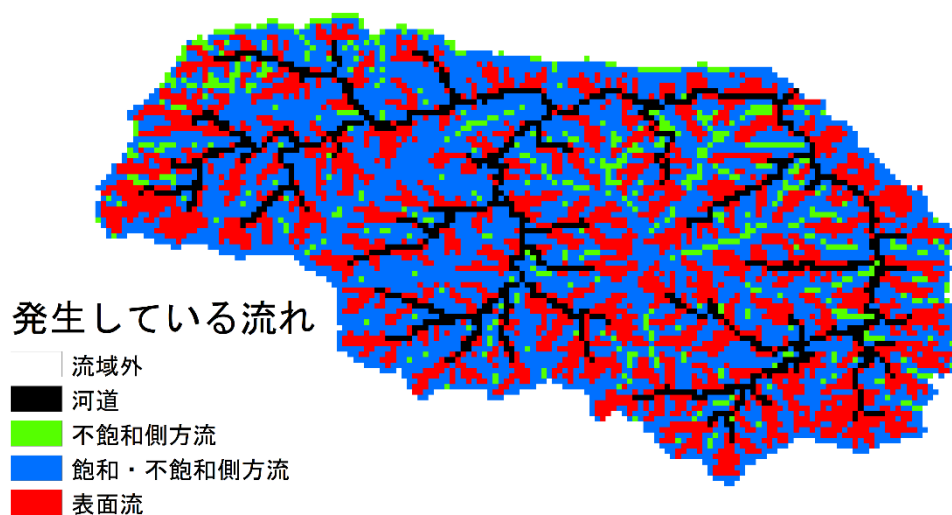 発生している流れ
流域外
河道
不飽和側方流
飽和・不飽和側方流
表面流